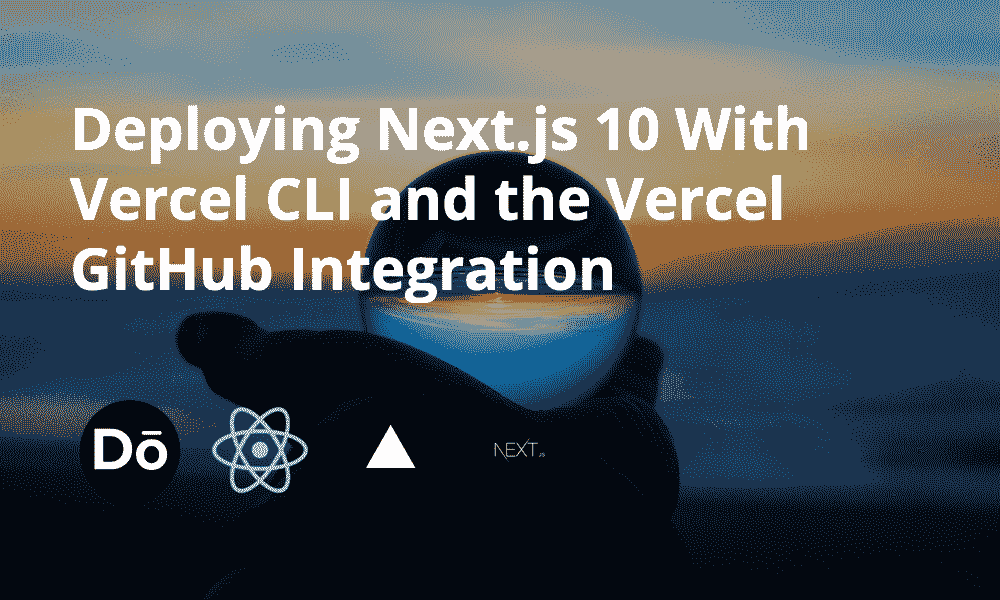 Deploying Next.js 10 With
Vercel CLI and the Vercel
GitHub Integration
Dō
NEXT.JS